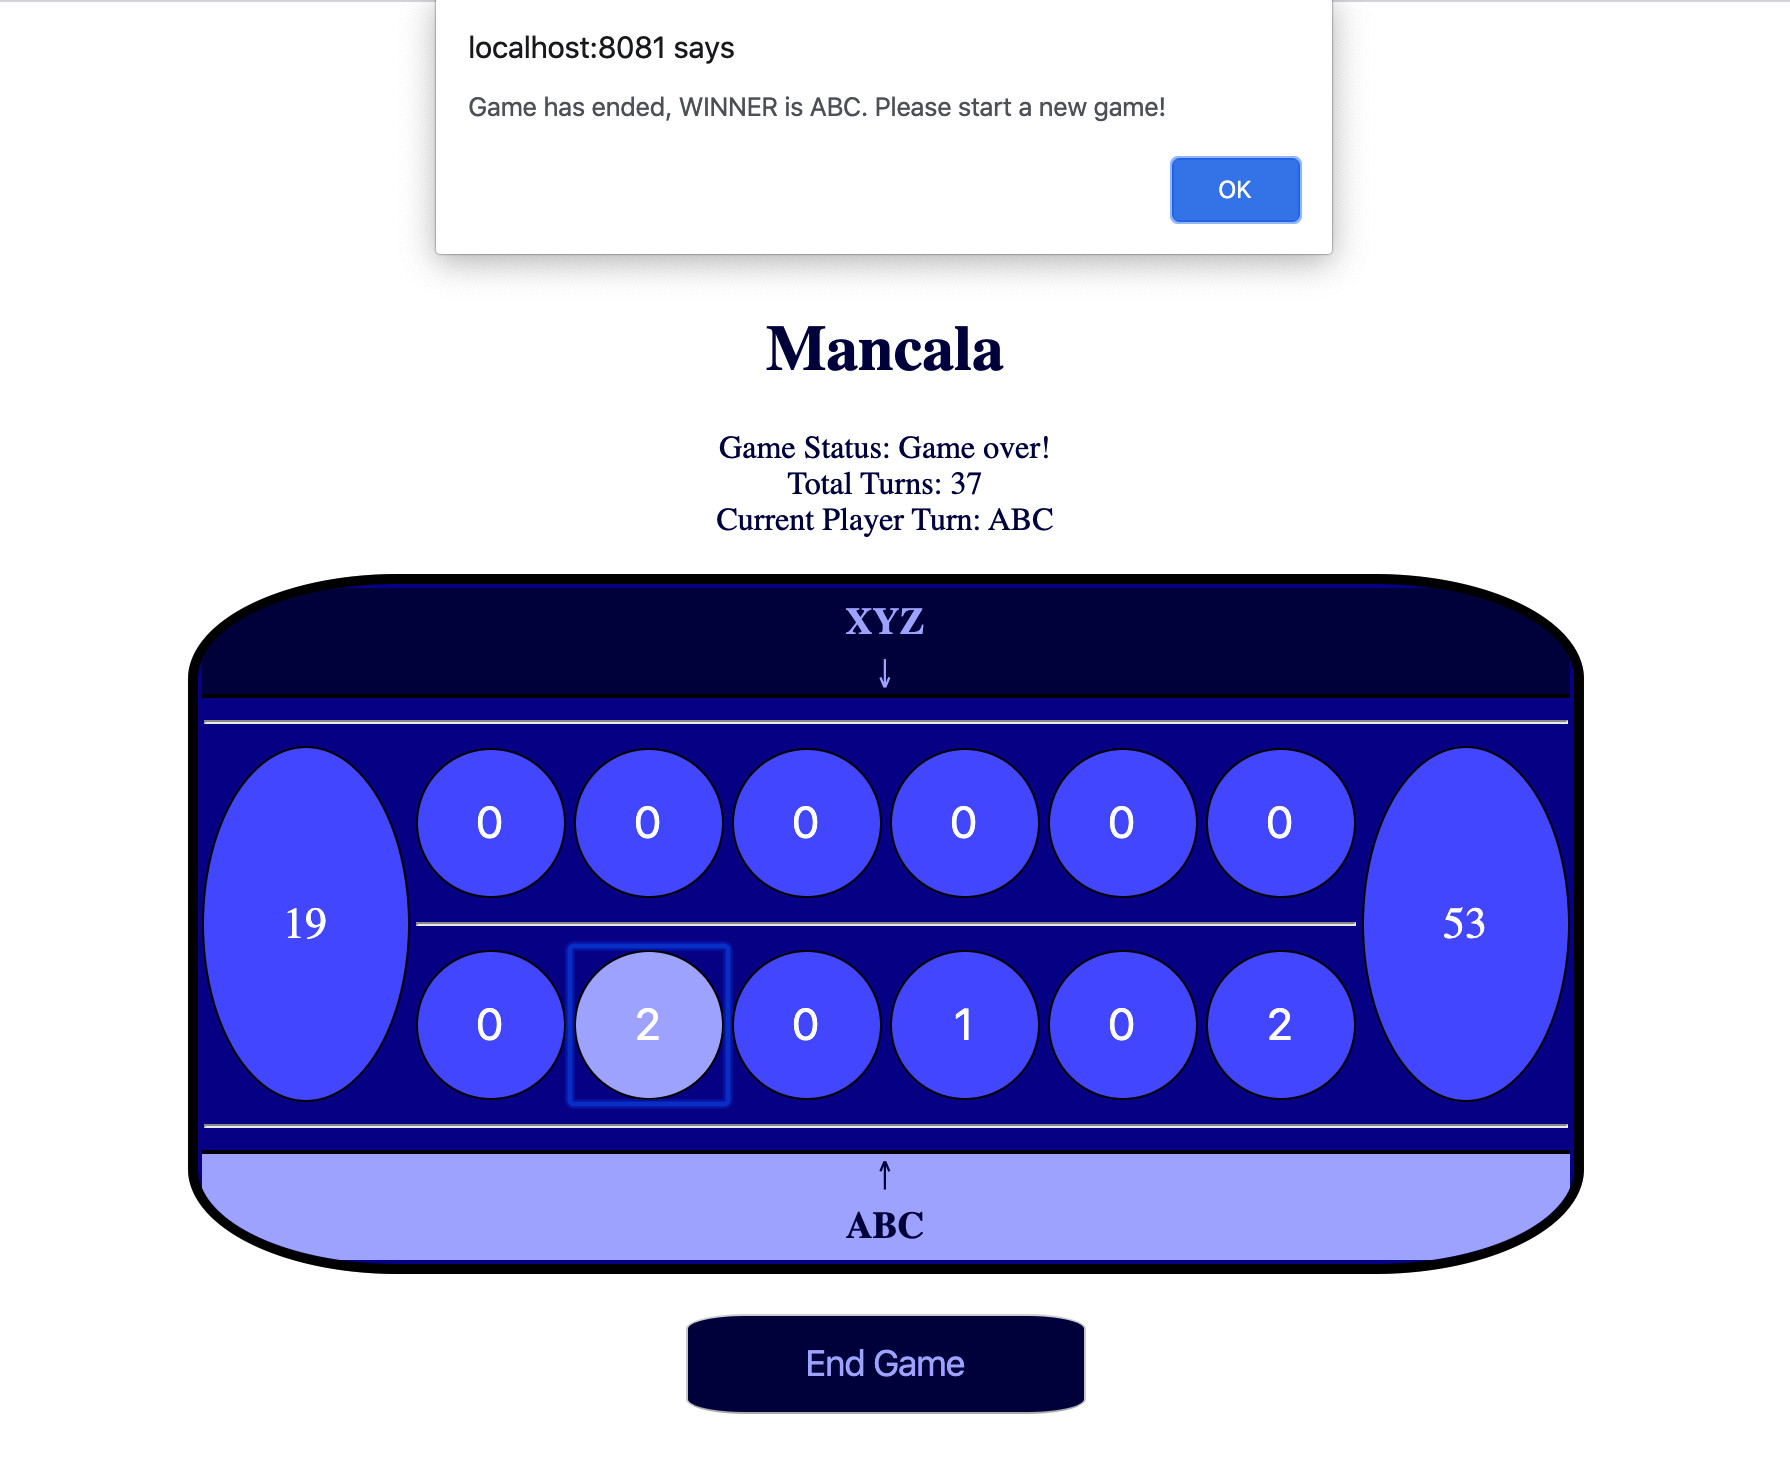 localhost:8081 says
Game has ended, WINNER is ABC. Please start a new game!
OK
Mancala
Game Status: Game over!
Total Turns: 37
Current Player Turn: ABC
XYZ
↓
0 0 0 0 0 0
19 53
0 2 0 1 0 2
↑
ABC
End Game